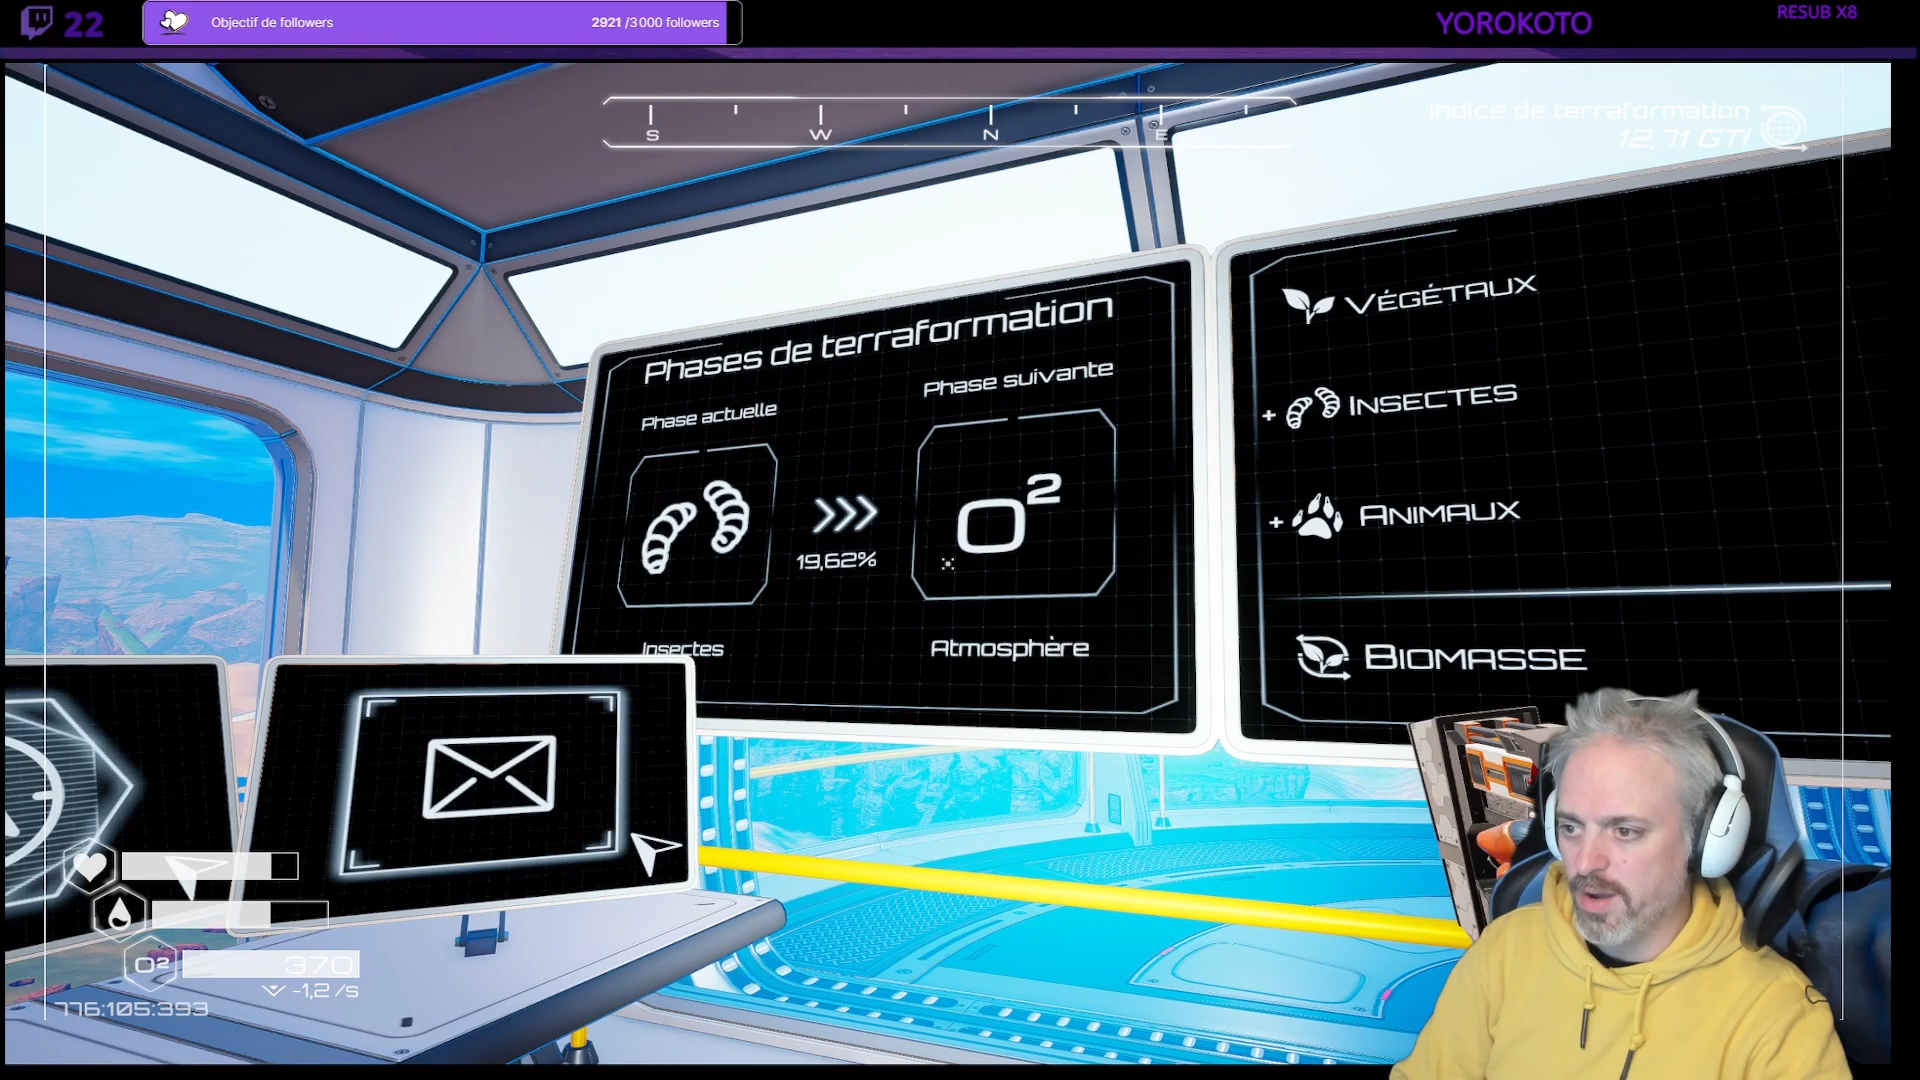 22
Objectif de followers
2921 /3000 followers
YOROKOTO
RESUB X8
S W N E
Indice de terraformation
12,71 GTi
Phases de terraformation
Phase actuelle
Phase suivante
19,62%
O²
Insectes
Atmosphère
VÉGÉTAUX
+ INSECTES
+ ANIMAUX
BIOMASSE
O² 370
-1,2 /s
776:105:393